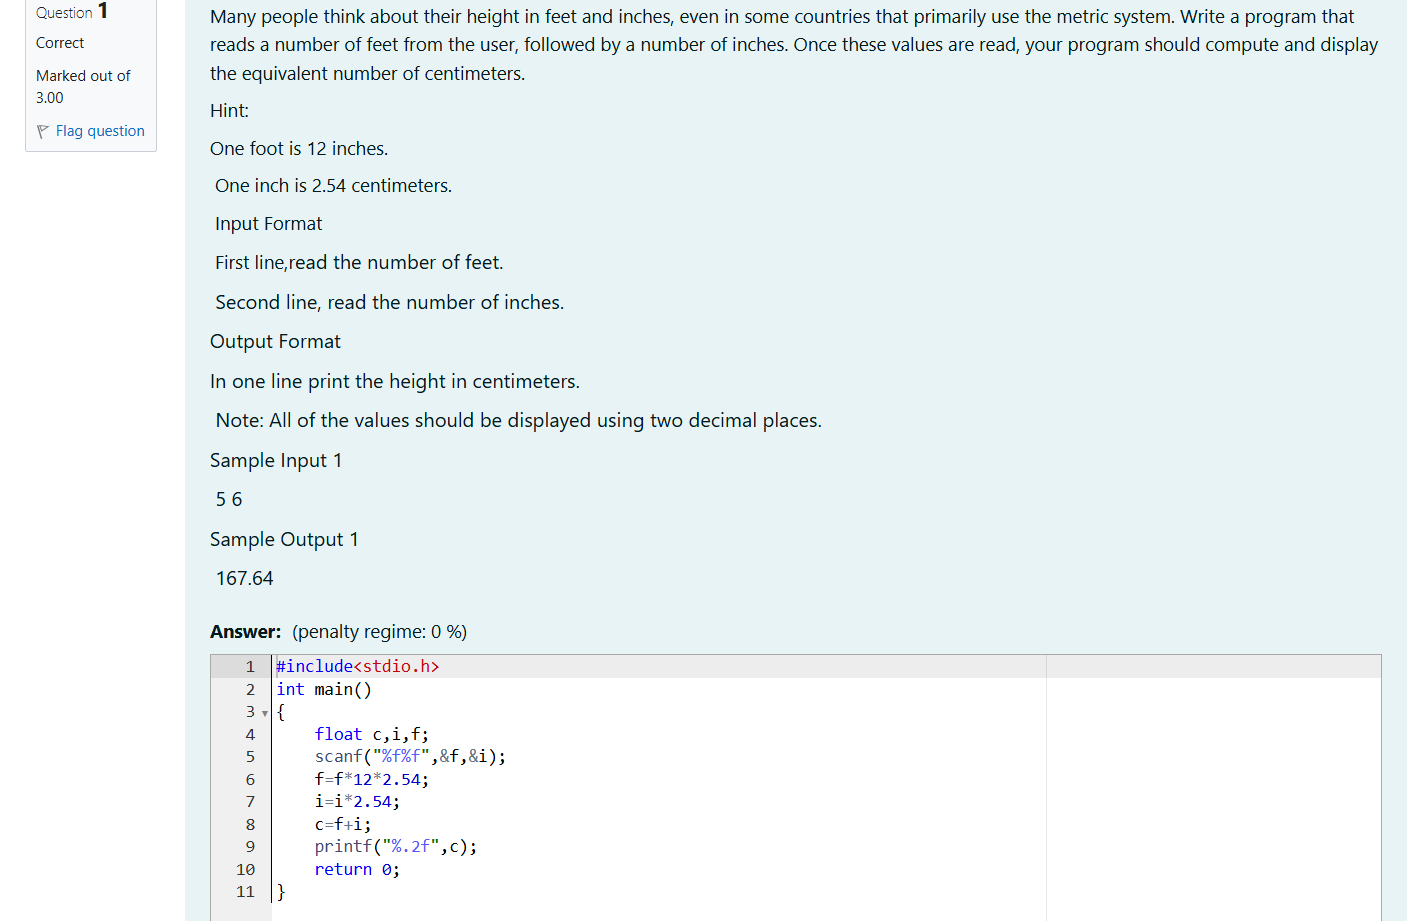 Question 1
Correct
Marked out of
3.00
Flag question
Many people think about their height in feet and inches, even in some countries that primarily use the metric system. Write a program that
reads a number of feet from the user, followed by a number of inches. Once these values are read, your program should compute and display
the equivalent number of centimeters.
Hint:
One foot is 12 inches.
One inch is 2.54 centimeters.
Input Format
First line,read the number of feet.
Second line, read the number of inches.
Output Format
In one line print the height in centimeters.
Note: All of the values should be displayed using two decimal places.
Sample Input 1
5 6
Sample Output 1
167.64
Answer: (penalty regime: 0 %)
1 #include<stdio.h>
2 int main()
3 {
4     float c,i,f;
5     scanf("%f%f",&f,&i);
6     f=f*12*2.54;
7     i=i*2.54;
8     c=f+i;
9     printf("%.2f",c);
10     return 0;
11 }